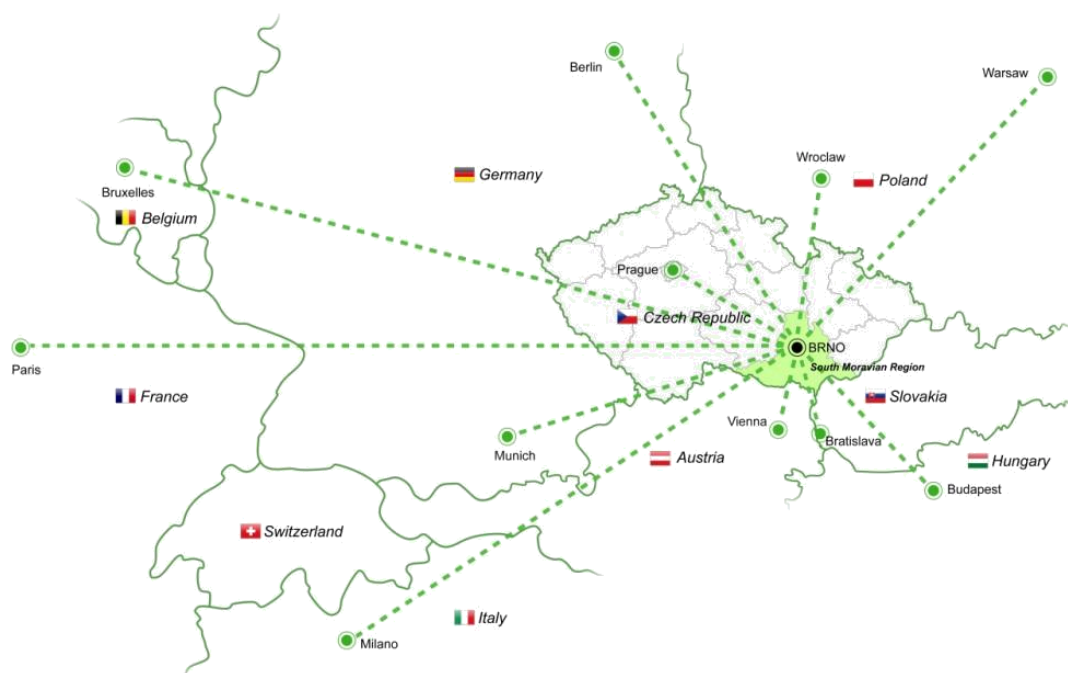 Berlin
Warsaw
Wroclaw
Bruxelles
Germany
Poland
Belgium
Prague
Czech Republic
BRNO
Paris
South Moravian Region
France
Slovakia
Vienna
Bratislava
Munich
Austria
Hungary
Budapest
Switzerland
Italy
Milano